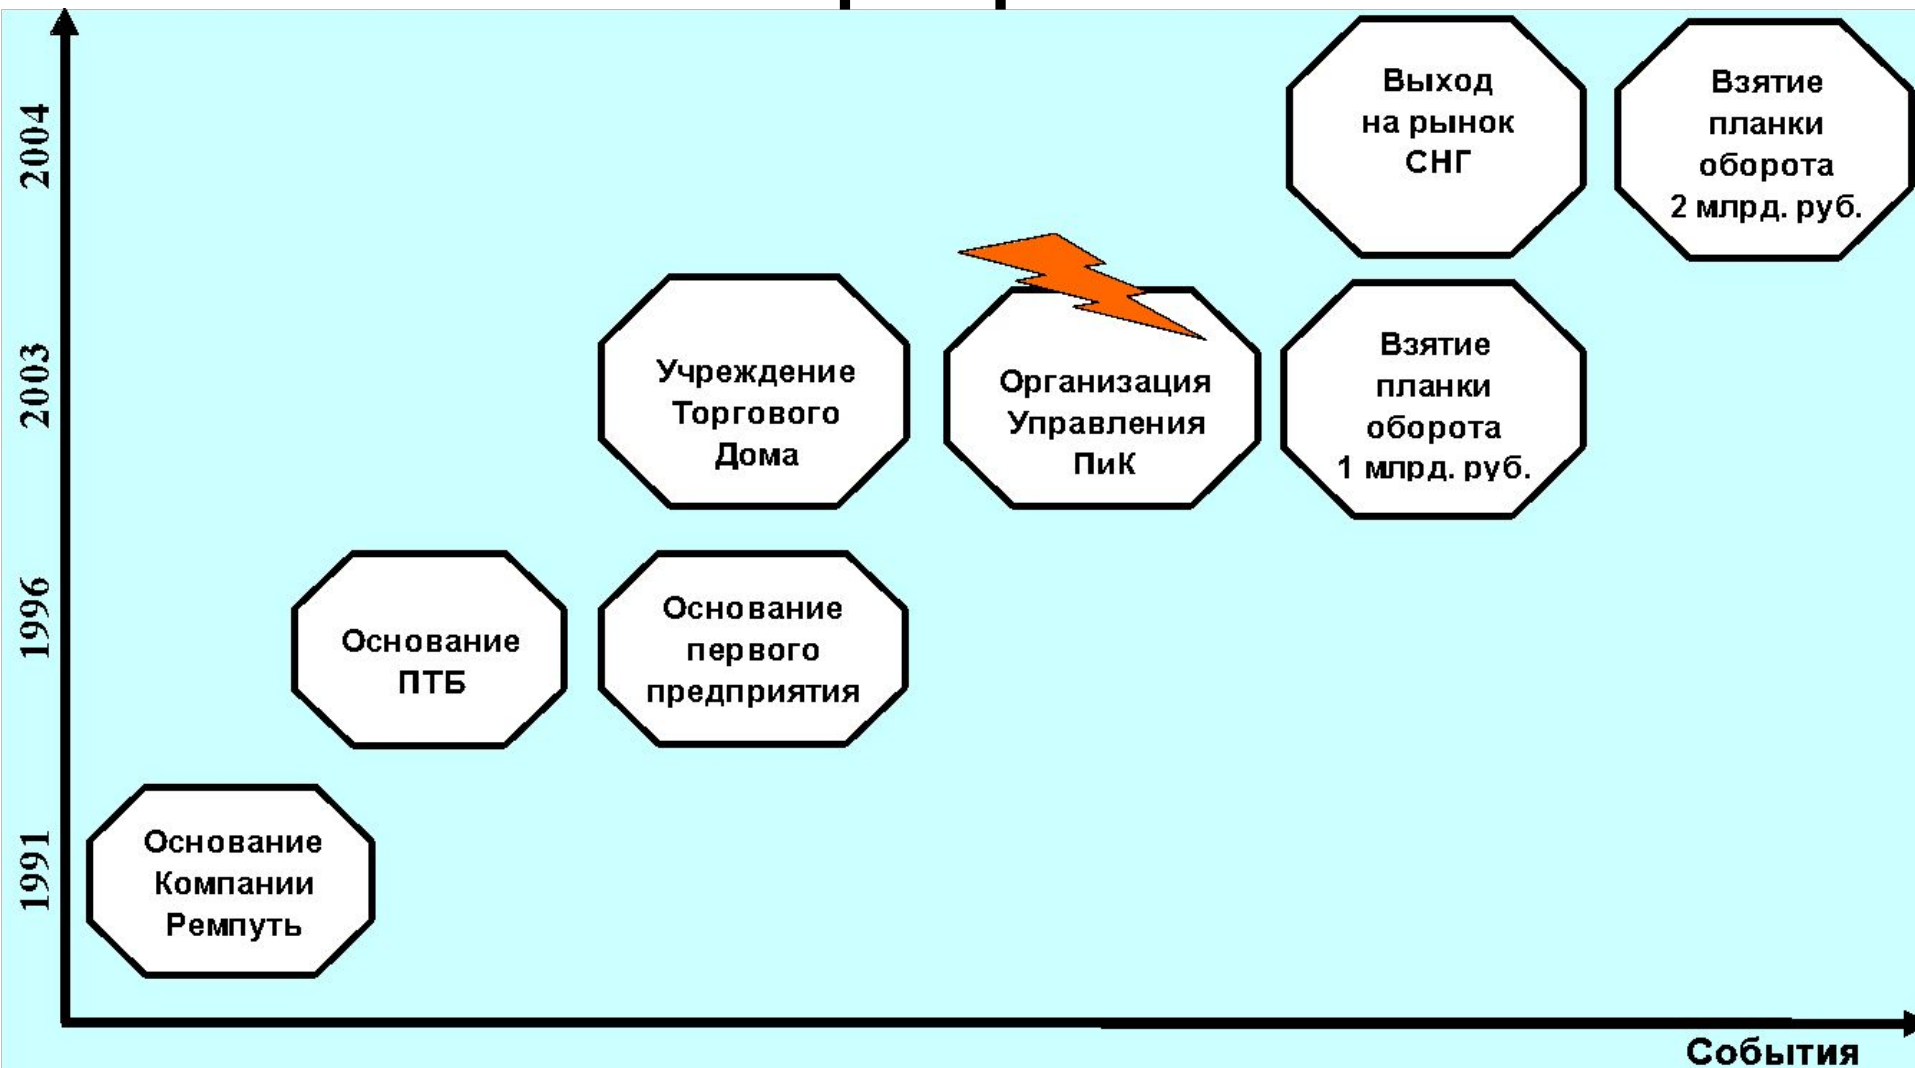 2004
Выход
на рынок
СНГ
Взятие
планки
оборота
2 млрд. руб.
2003
Учреждение
Торгового
Дома
Организация
Управления
ПиК
Взятие
планки
оборота
1 млрд. руб.
1996
Основание
ПТБ
Основание
первого
предприятия
1991
Основание
Компании
Ремпуть
События